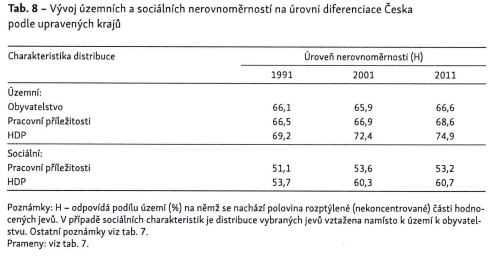 Tab. 8 – Vývoj územních a sociálních nerovnoměrností na úrovni diferenciace Česka
podle upravených krajů
Charakteristika distribuce Úroveň nerovnoměrnosti (H)
1991 2001 2011
Územní:
Obyvatelstvo 66,1 65,9 66,6
Pracovní příležitosti 66,5 66,9 68,6
HDP 69,2 72,4 74,9
Sociální:
Pracovní příležitosti 51,1 53,6 53,2
HDP 53,7 60,3 60,7
Poznámky: H – odpovídá podílu území (%) na němž se nachází polovina rozptýlené (nekoncentrované) části hodno-
cených jevů. V případě sociálních charakteristik je distribuce vybraných jevů vztažena namísto k území k obyvatel-
stvu. Ostatní poznámky viz tab. 7.
Prameny: viz tab. 7.